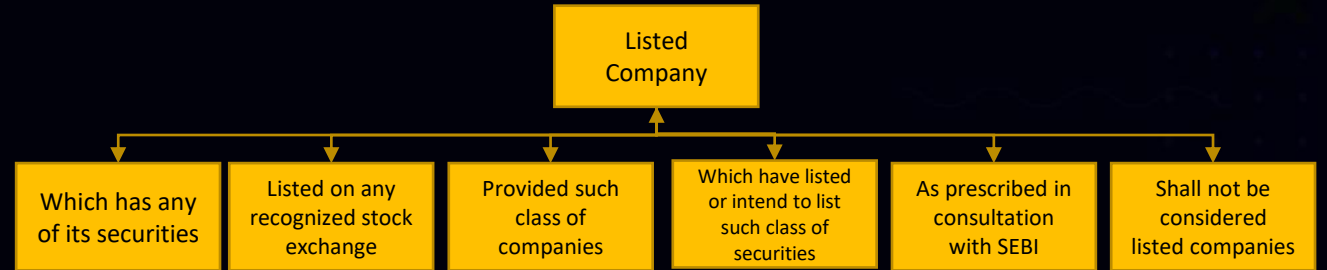 Listed
Company
Which has any
of its securities
Listed on any
recognized stock
exchange
Provided such
class of
companies
Which have listed
or intend to list
such class of
securities
As prescribed in
consultation
with SEBI
Shall not be
considered
listed companies